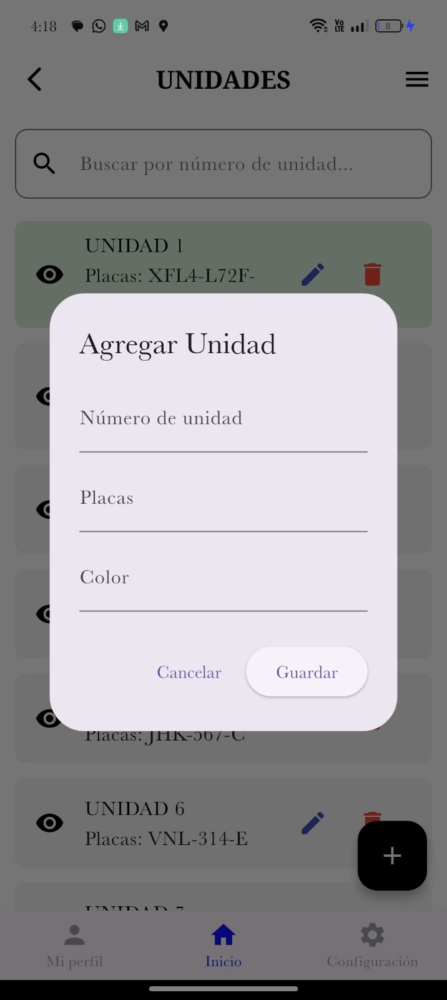 4:18
Vo
LTE
8
UNIDADES
Buscar por número de unidad...
UNIDAD 1
Placas: XFL4-L72F-
Agregar Unidad
Número de unidad
Placas
Color
Cancelar
Guardar
Placas: JHK-567-C
UNIDAD 6
Placas: VNL-314-E
UNIDAD 7
Mi perfil
Inicio
Configuración